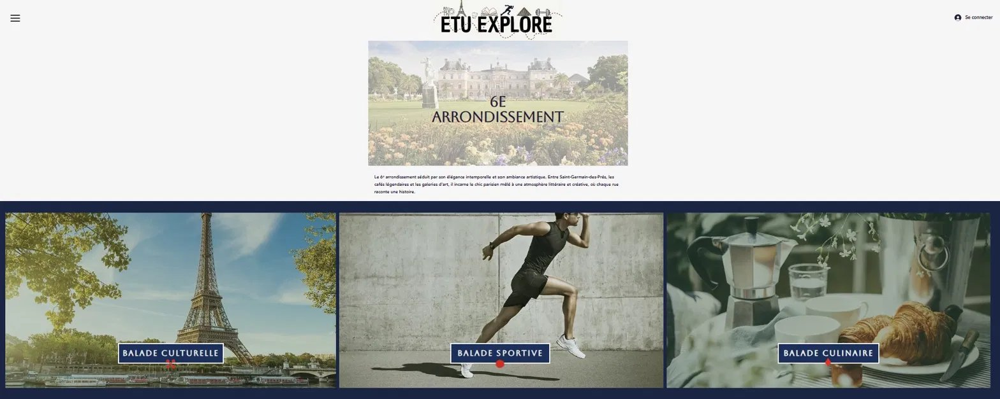 ETU EXPLORE
Se connecter
6E
ARRONDISSEMENT
Le 6ᵉ arrondissement séduit par son élégance intemporelle et son ambiance artistique. Entre Saint-Germain-des-Prés, les
cafés légendaires et les galeries d'art, il incarne le chic parisien mêlé à une atmosphère littéraire et créative, où chaque rue
raconte une histoire.
BALADE CULTURELLE
BALADE SPORTIVE
BALADE CULINAIRE